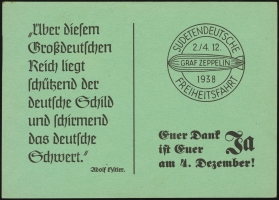 „Über diesem
Großdeutschen
Reich liegt
schützend der
deutsche Schild
und schirmend
das deutsche
Schwert.“
Adolf Hitler.
SUDETENDEUTSCHE
2./4. 12.
GRAF ZEPPELIN
1938
FREIHEITSFAHRT
Euer Dank
ist Euer Ja
am 4. Dezember!